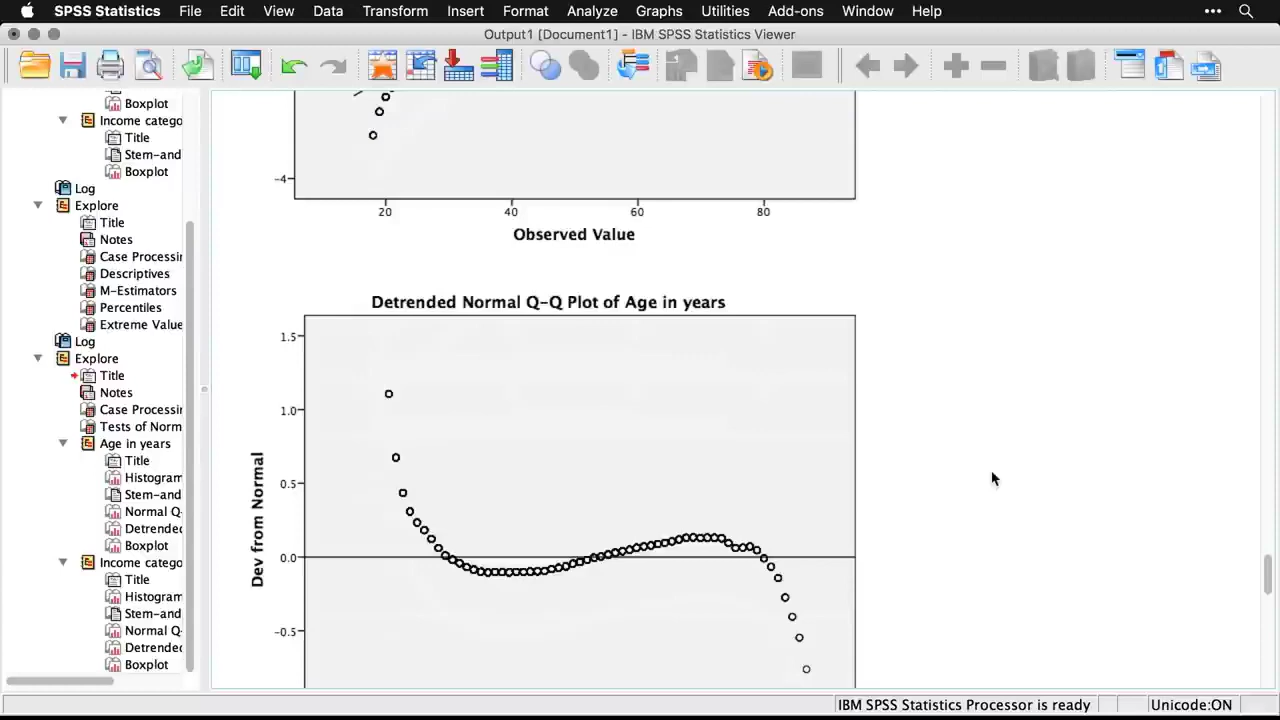 SPSS Statistics File Edit View Data Transform Insert Format Analyze Graphs Utilities Add-ons Window Help
Output1 [Document1] - IBM SPSS Statistics Viewer
Boxplot
Income catego
Title
Stem-and
Boxplot
Log
Explore
Title
Notes
Case Processin
Descriptives
M-Estimators
Percentiles
Extreme Value
Log
Explore
Title
Notes
Case Processin
Tests of Norm
Age in years
Title
Histogram
Stem-and
Normal Q
Detrended
Boxplot
Income catego
Title
Histogram
Stem-and
Normal Q
Detrended
Boxplot
-4
20 40 60 80
Observed Value
Detrended Normal Q-Q Plot of Age in years
1.5
1.0
0.5
0.0
-0.5
Dev from Normal
IBM SPSS Statistics Processor is ready
Unicode:ON